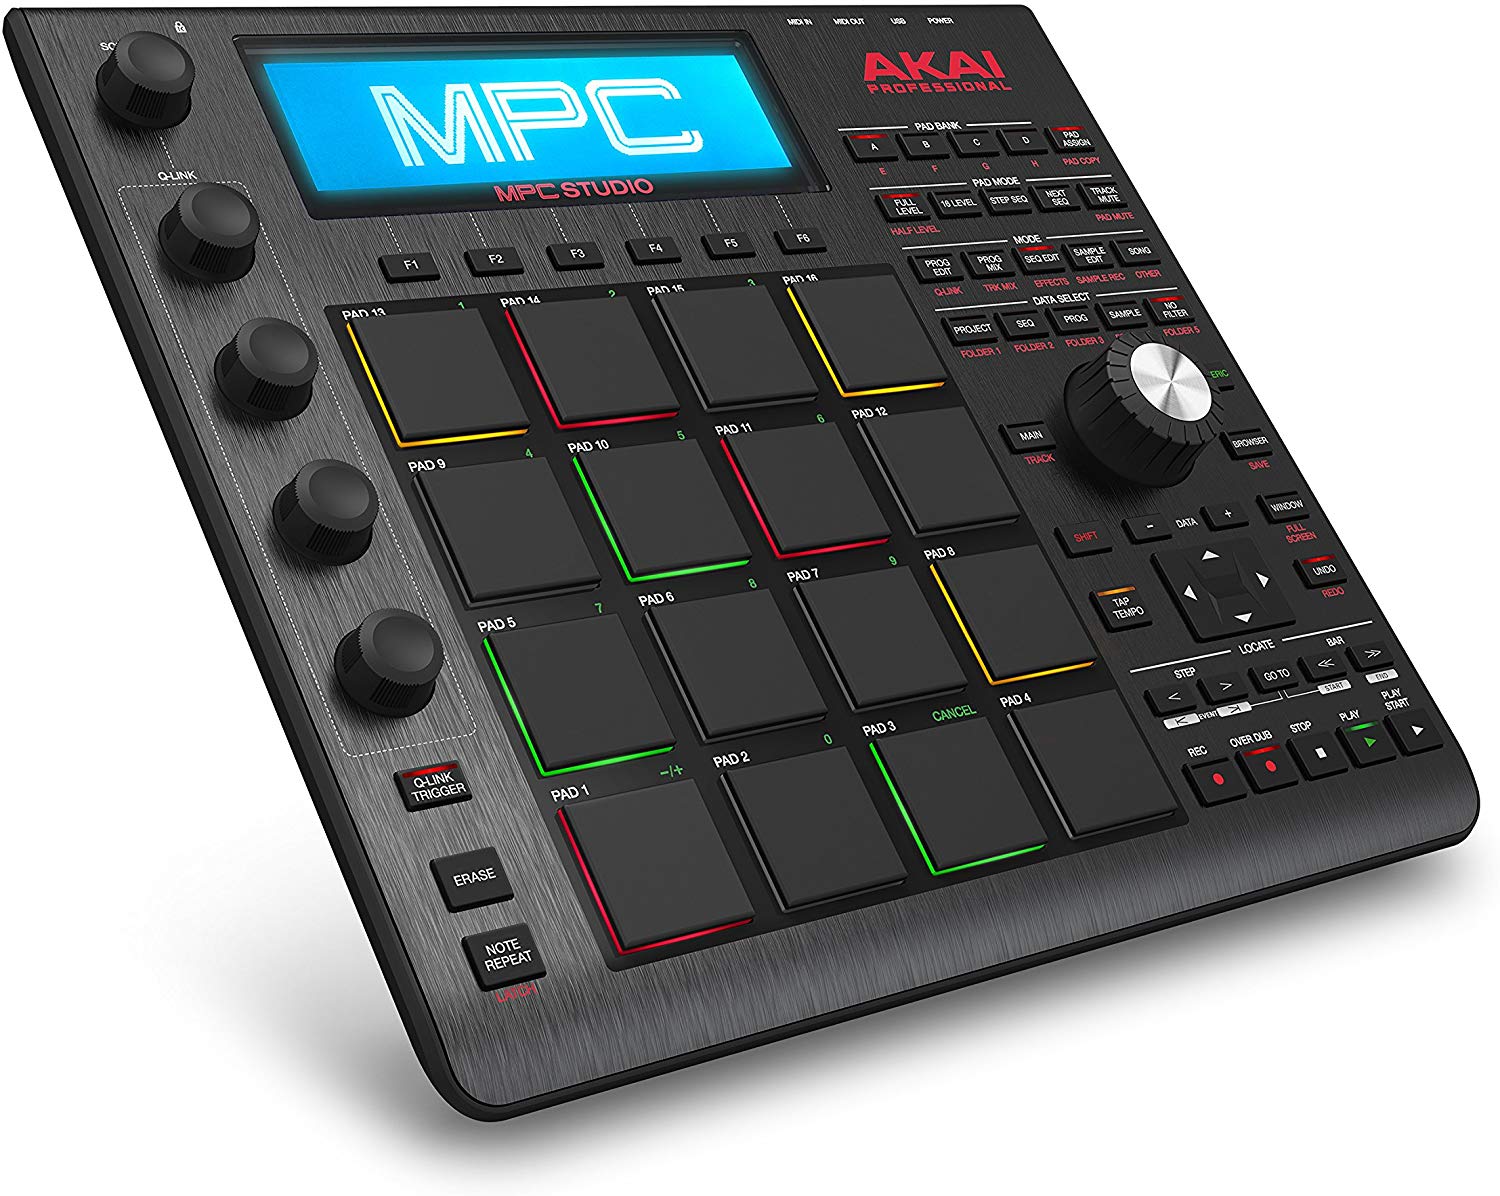 MIDI IN MIDI OUT USB POWER
AKAI
PROFESSIONAL
MPC
MPC STUDIO
Q-LINK
F1 F2 F3 F4 F5 F6
PAD BANK
A B C D PAD ASSIGN
E F G H PAD COPY
PAD MODE
FULL LEVEL 16 LEVEL STEP SEQ NEXT SEQ TRACK MUTE
HALF LEVEL PAD MUTE
MODE
PROG EDIT PROG MIX SEQ EDIT SAMPLE EDIT SONG
Q-LINK TRK MIX EFFECTS SAMPLE REC OTHER
DATA SELECT
PROJECT SEQ PROG SAMPLE NO FILTER
FOLDER 1 FOLDER 2 FOLDER 3 FOLDER 5
PAD 13 1 PAD 14 2 PAD 15 3 PAD 16
PAD 9 4 PAD 10 5 PAD 11 6 PAD 12
PAD 5 7 PAD 6 8 PAD 7 9 PAD 8
PAD 1 -/+ PAD 2 0 PAD 3 CANCEL PAD 4
MAIN
TRACK
BROWSER
SAVE
SHIFT
- DATA +
WINDOW
FULL SCREEN
TAP TEMPO
UNDO
REDO
STEP LOCATE BAR
< > GO TO << >>
EVENT START END
REC OVER DUB STOP PLAY PLAY START
Q-LINK TRIGGER
ERASE
NOTE REPEAT
LATCH